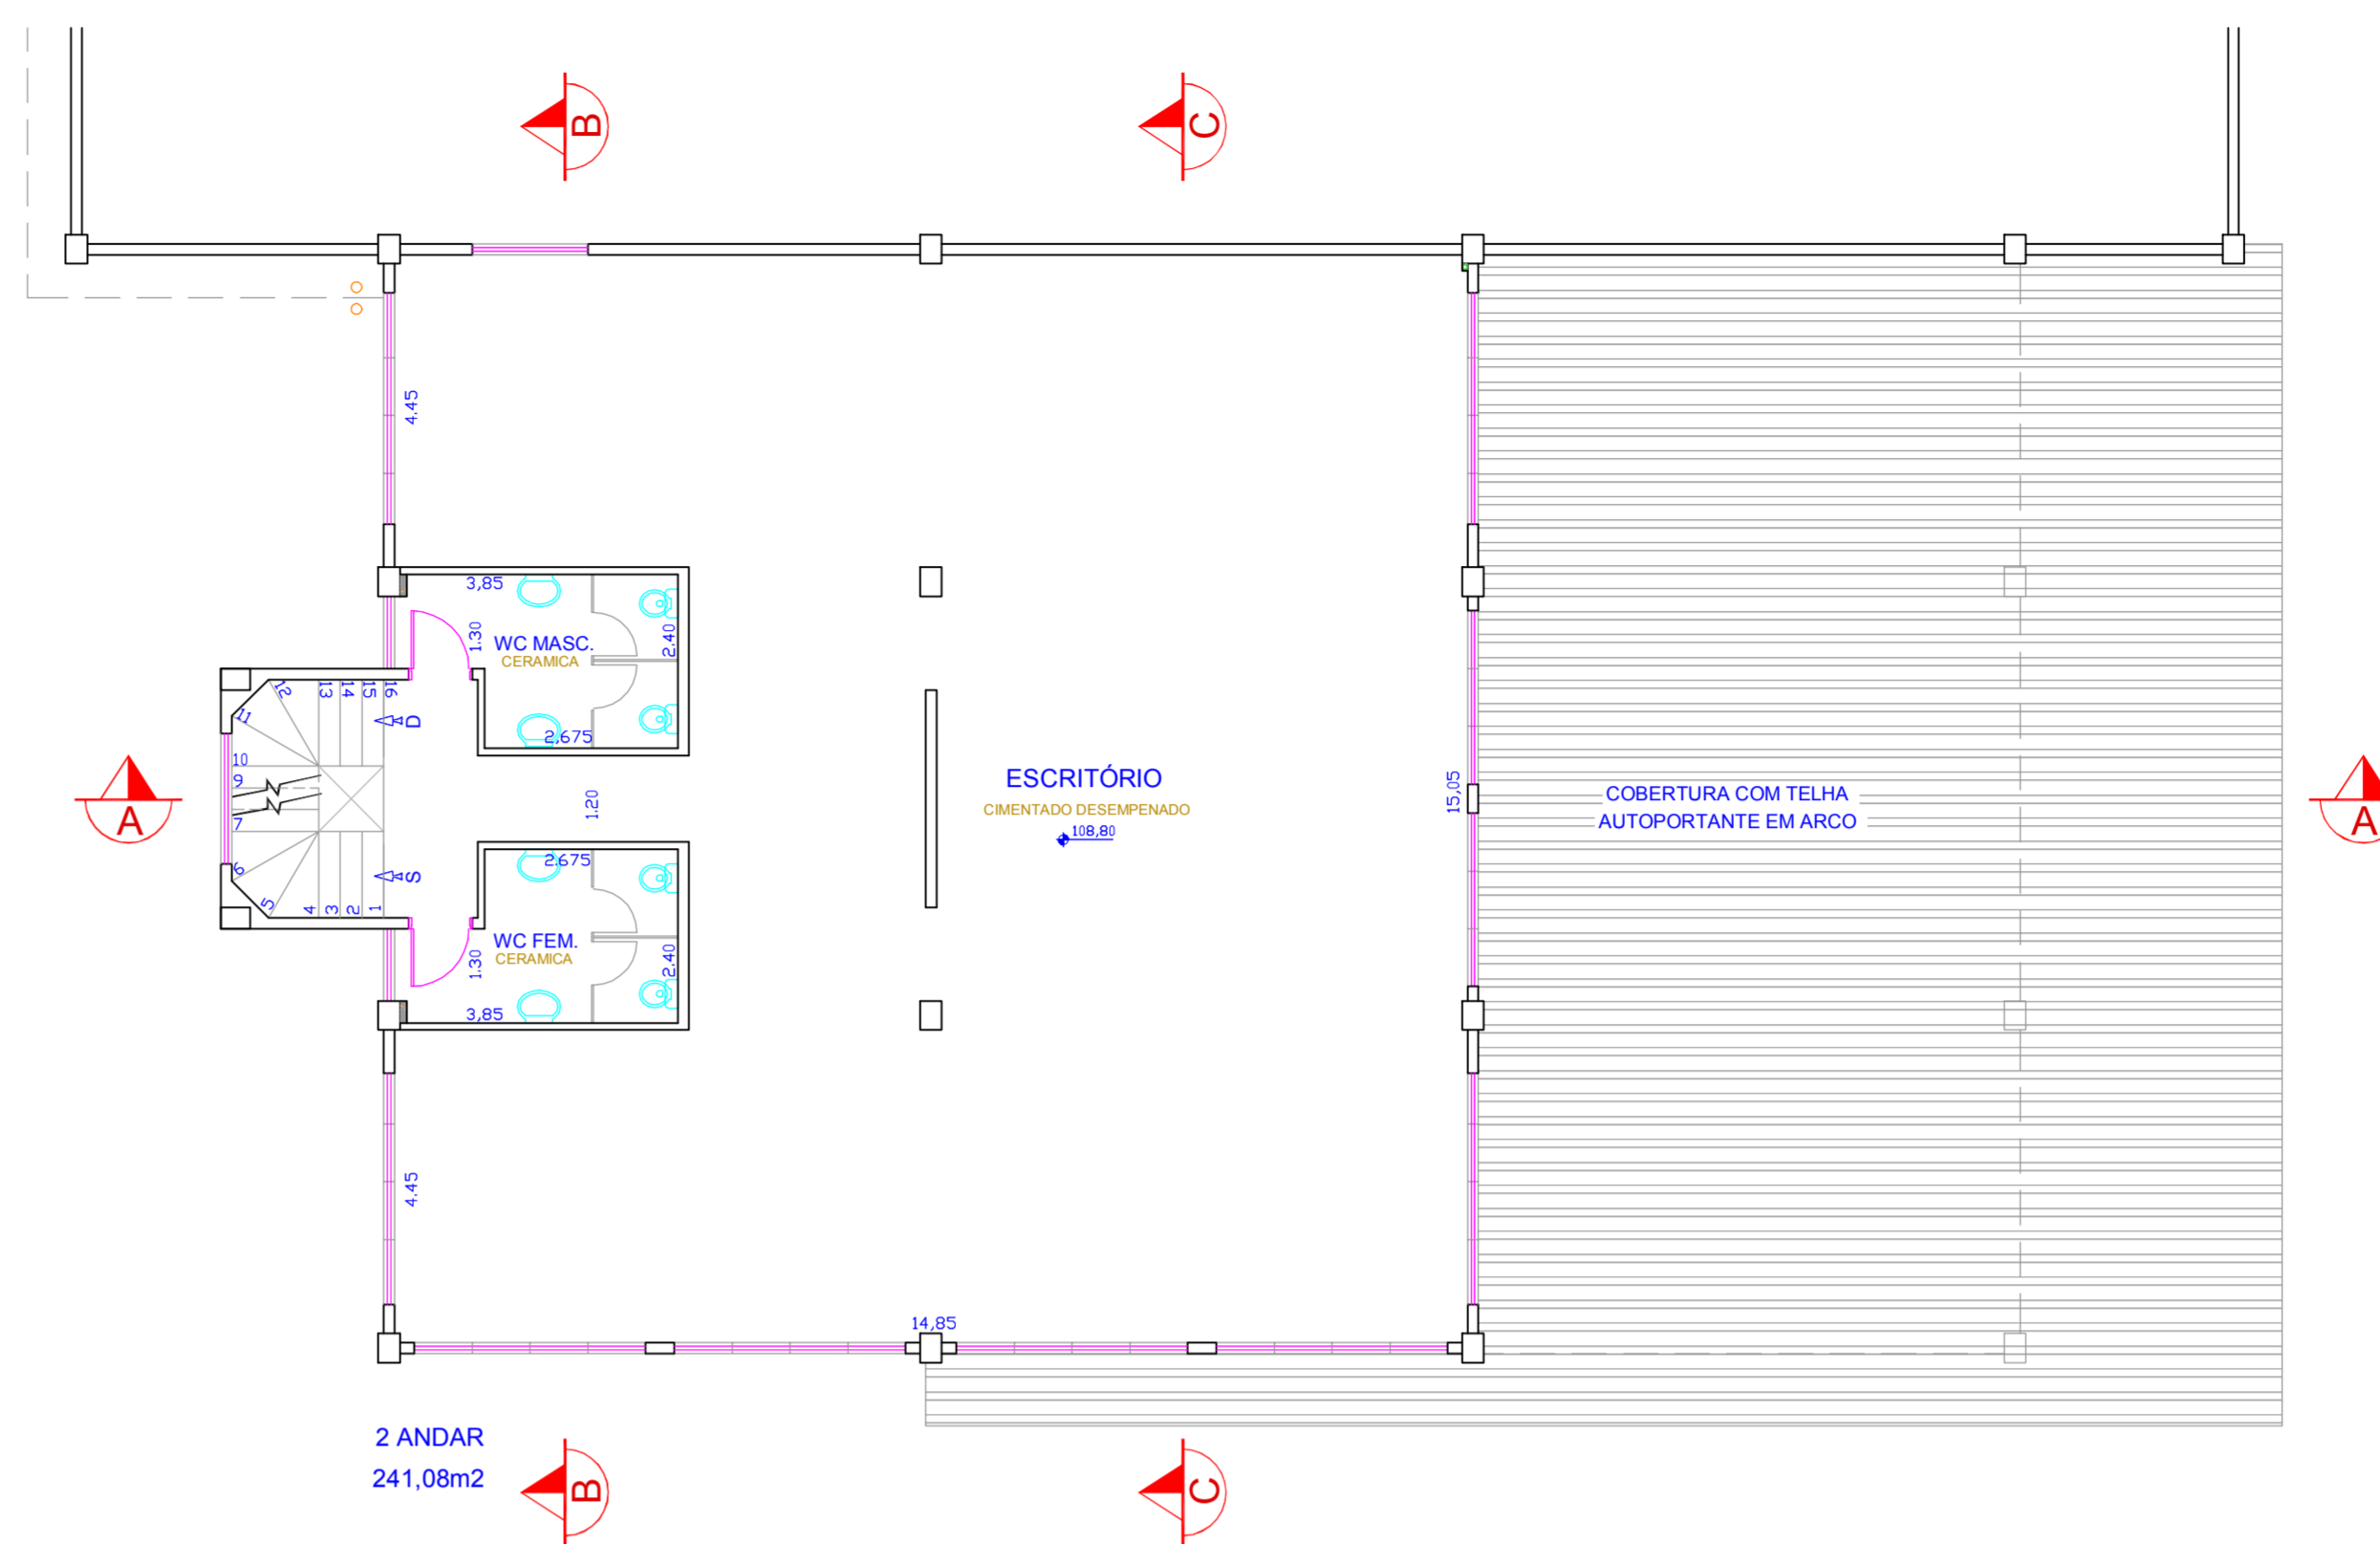 B
C
4.45
3,85
1.30
2.40
WC MASC.
CERAMICA
12
13
14
15
16
11
D
2,675
10
9
A
7
1.20
ESCRITÓRIO
CIMENTADO DESEMPENADO
108,80
15,05
COBERTURA COM TELHA
AUTOPORTANTE EM ARCO
A
6
S
2.675
5
4
3
2
1
WC FEM.
CERAMICA
1.30
2.40
3,85
4.45
14,85
2 ANDAR
241,08m2
B
C